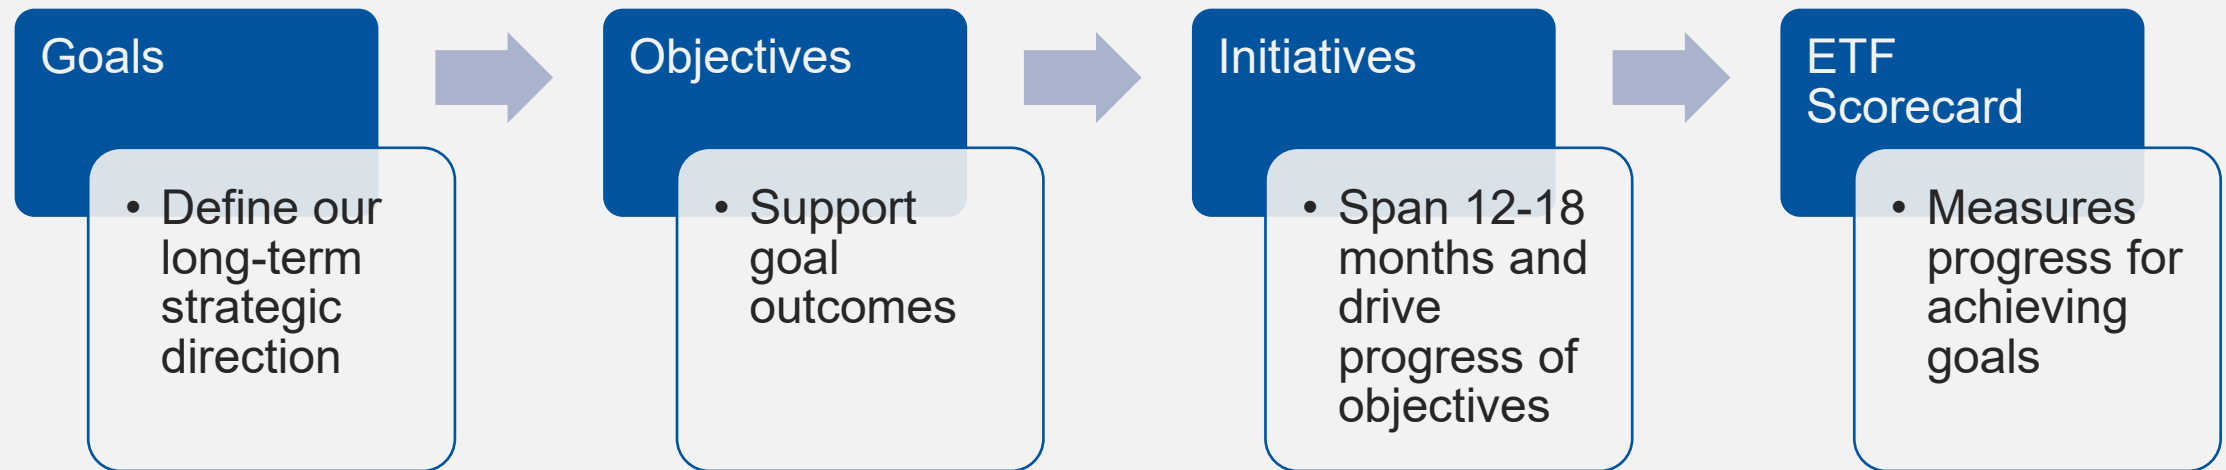 Goals
• Define our
long-term
strategic
direction
Objectives
• Support
goal
outcomes
Initiatives
• Span 12-18
months and
drive
progress of
objectives
ETF
Scorecard
• Measures
progress for
achieving
goals